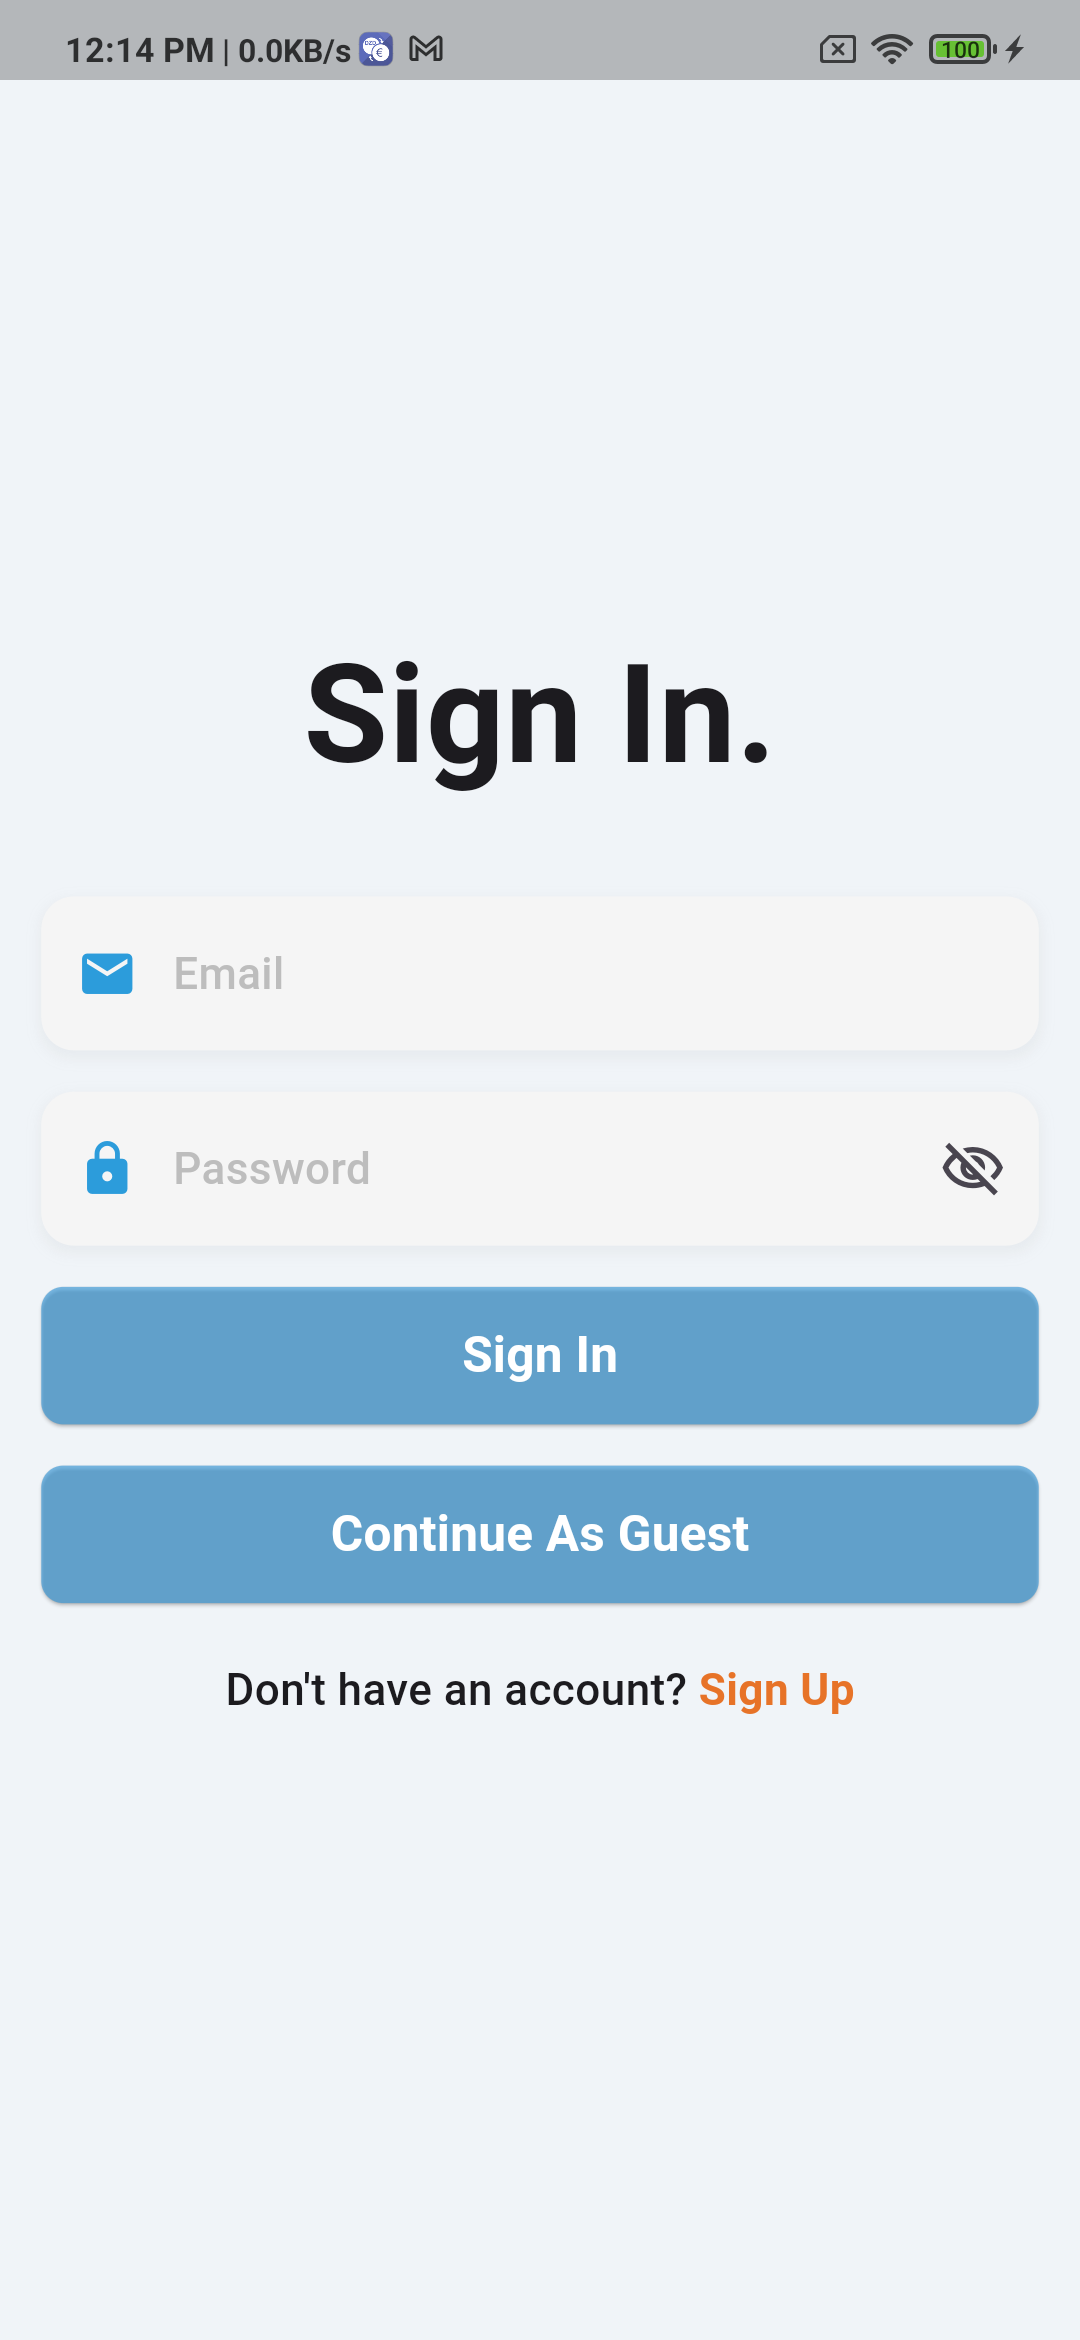 12:14 PM | 0.0KB/s
100
Sign In.
Email
Password
Sign In
Continue As Guest
Don't have an account? Sign Up